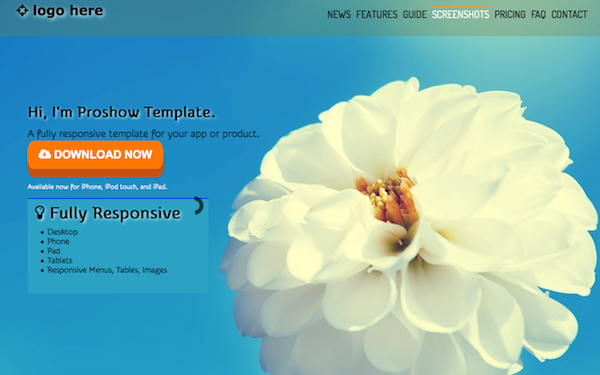 logo here
NEWS FEATURES GUIDE SCREENSHOTS PRICING FAQ CONTACT
Hi, I'm Proshow Template.
A fully responsive template for your app or product.
DOWNLOAD NOW
Available now for iPhone, iPod touch, and iPad.
Fully Responsive
Desktop
Phone
Pad
Tablets
Responsive Menus, Tables, Images